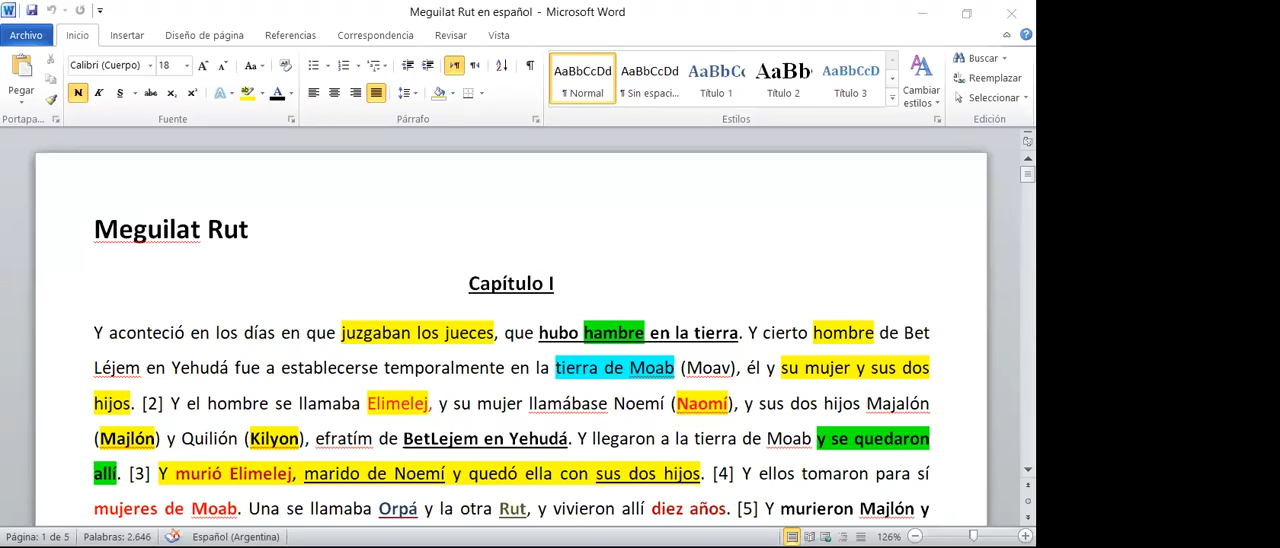 Meguilat Rut en español - Microsoft Word
Archivo Inicio Insertar Diseño de página Referencias Correspondencia Revisar Vista
Pegar
Calibri (Cuerpo) 18
Portapa... Fuente Párrafo Estilos Edición
AaBbCcDd AaBbCcDd AaBbCc AaBb AaBbCcD
¶ Normal ¶ Sin espaci... Título 1 Título 2 Título 3
Cambiar estilos
Buscar
Reemplazar
Seleccionar
Meguilat Rut
Capítulo I
Y aconteció en los días en que juzgaban los jueces, que hubo hambre en la tierra. Y cierto hombre de Bet
Léjem en Yehudá fue a establecerse temporalmente en la tierra de Moab (Moav), él y su mujer y sus dos
hijos. [2] Y el hombre se llamaba Elimelej, y su mujer llamábase Noemí (Naomí), y sus dos hijos Majalón
(Majlón) y Quilión (Kilyon), efratím de BetLejem en Yehudá. Y llegaron a la tierra de Moab y se quedaron
allí. [3] Y murió Elimelej, marido de Noemí y quedó ella con sus dos hijos. [4] Y ellos tomaron para sí
mujeres de Moab. Una se llamaba Orpá y la otra Rut, y vivieron allí diez años. [5] Y murieron Majlón y
Página: 1 de 5 Palabras: 2.646 Español (Argentina) 126%